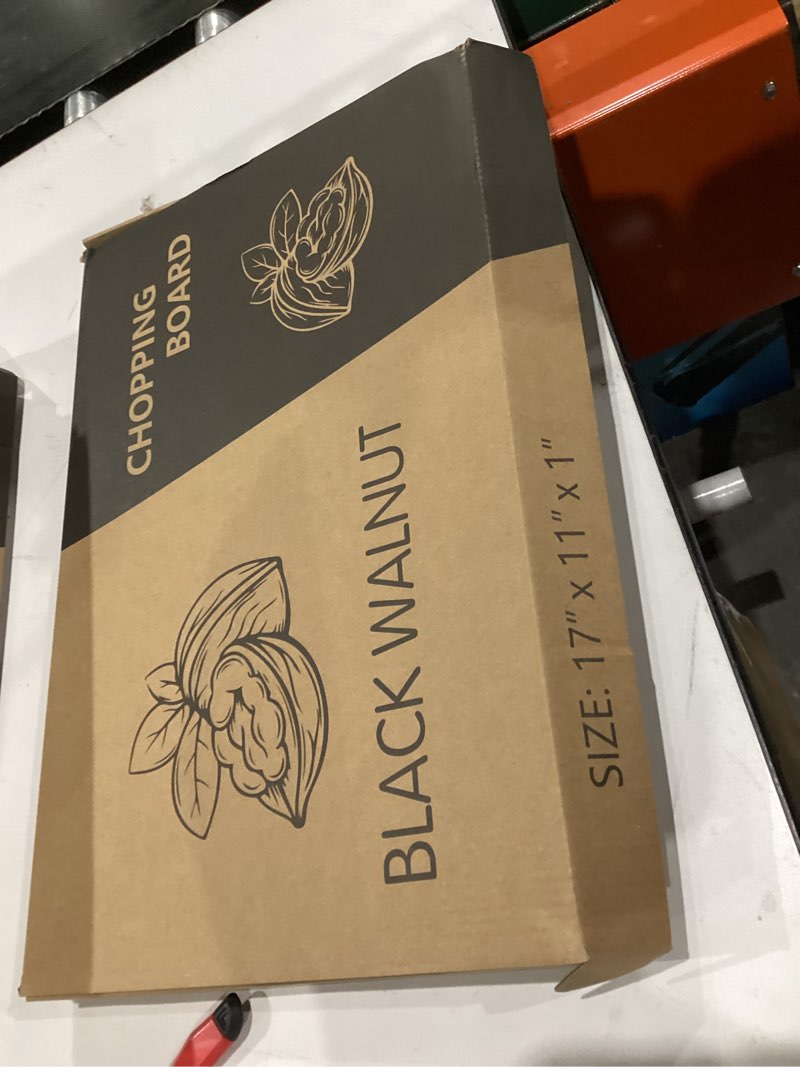 CHOPPING
BOARD
BLACK WALNUT
SIZE: 17" x 11" x 1"